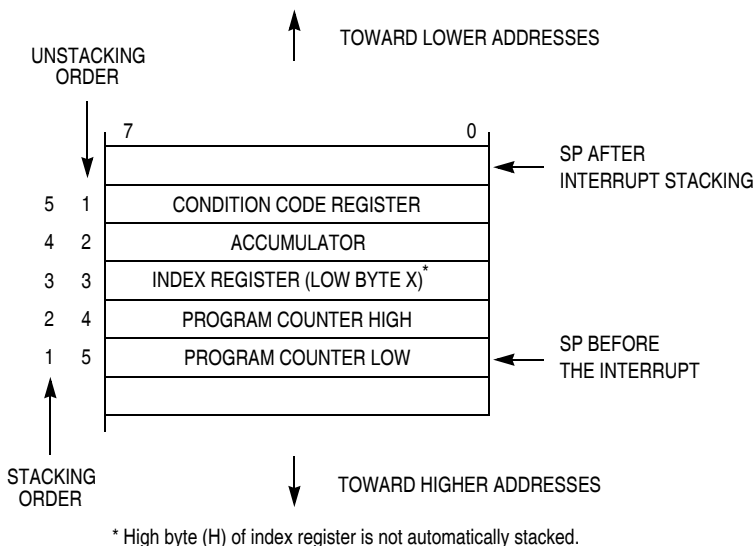 TOWARD LOWER ADDRESSES
UNSTACKING
ORDER
7 0
SP AFTER
INTERRUPT STACKING
5 1 CONDITION CODE REGISTER
4 2 ACCUMULATOR
3 3 INDEX REGISTER (LOW BYTE X)*
2 4 PROGRAM COUNTER HIGH
1 5 PROGRAM COUNTER LOW
SP BEFORE
THE INTERRUPT
STACKING
ORDER
TOWARD HIGHER ADDRESSES
* High byte (H) of index register is not automatically stacked.